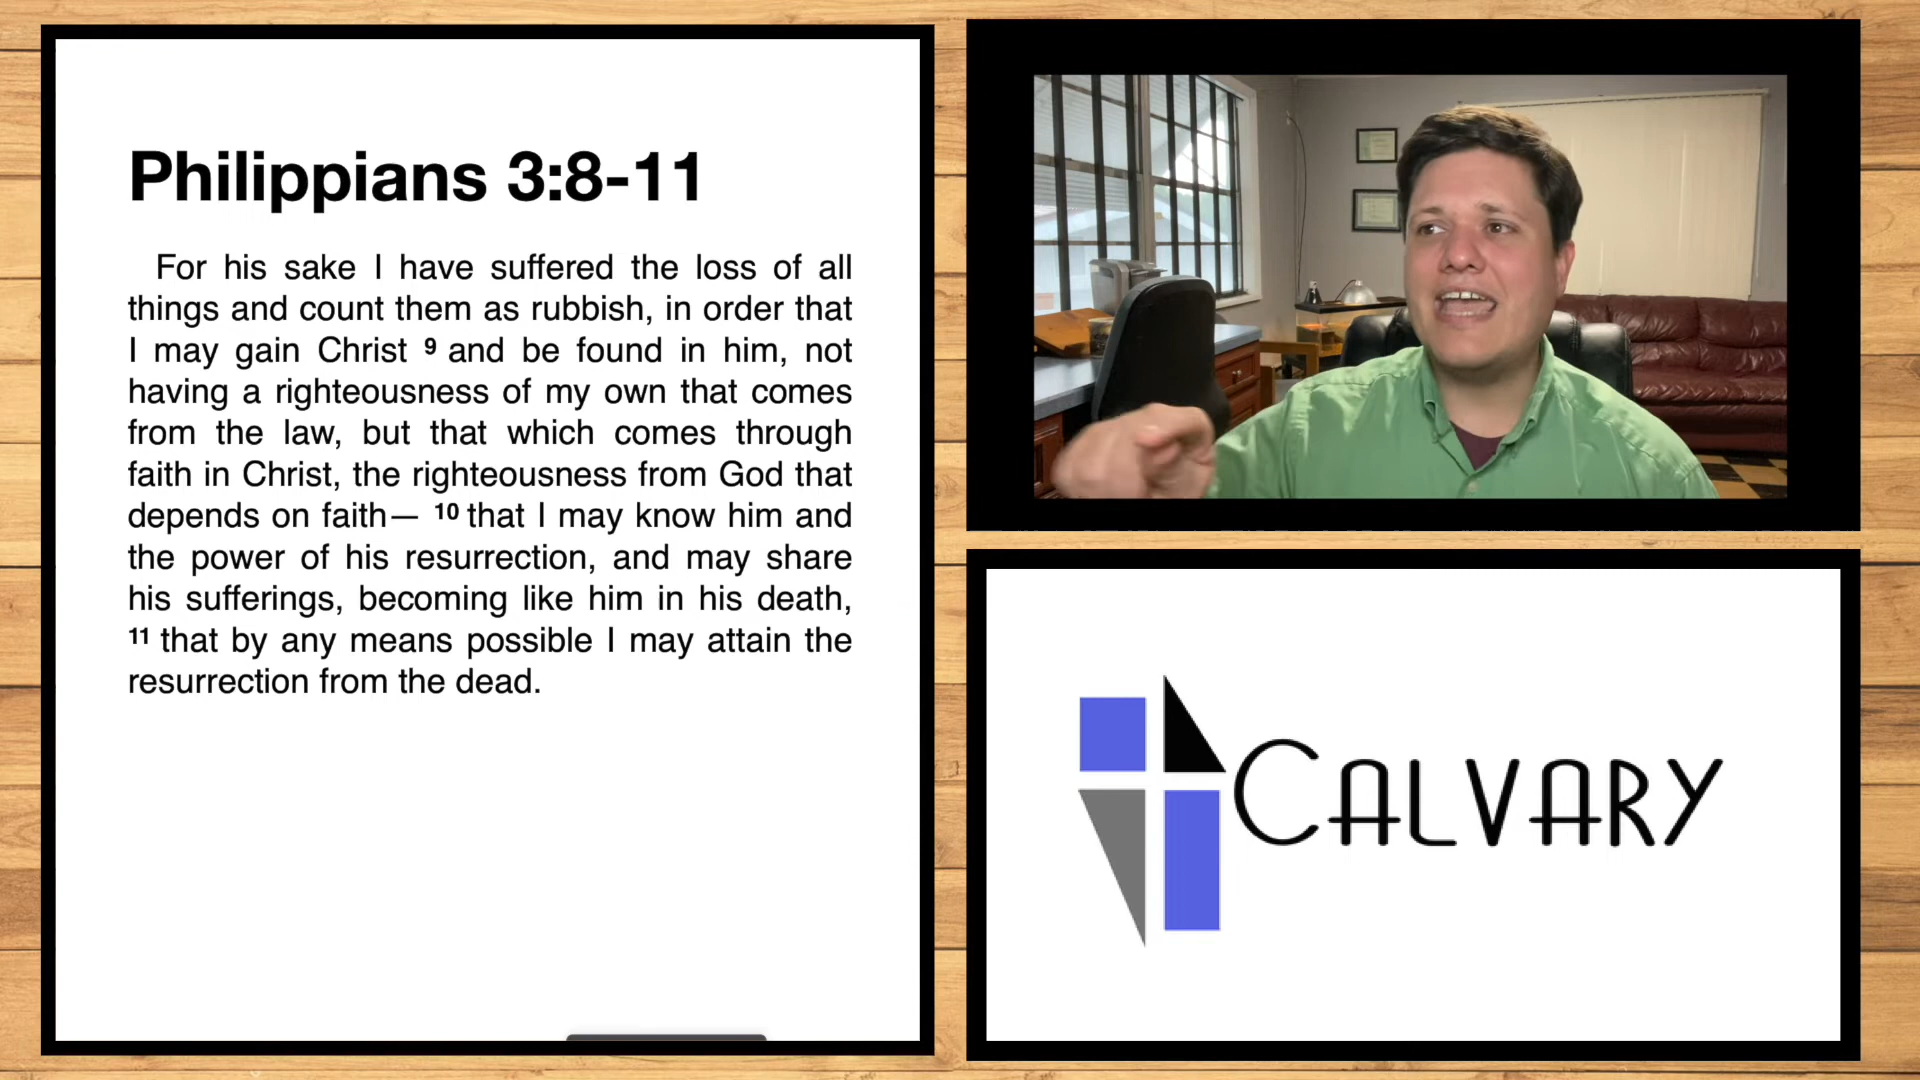 Philippians 3:8-11
For his sake I have suffered the loss of all
things and count them as rubbish, in order that
I may gain Christ 9 and be found in him, not
having a righteousness of my own that comes
from the law, but that which comes through
faith in Christ, the righteousness from God that
depends on faith— 10 that I may know him and
the power of his resurrection, and may share
his sufferings, becoming like him in his death,
11 that by any means possible I may attain the
resurrection from the dead.
CALVARY